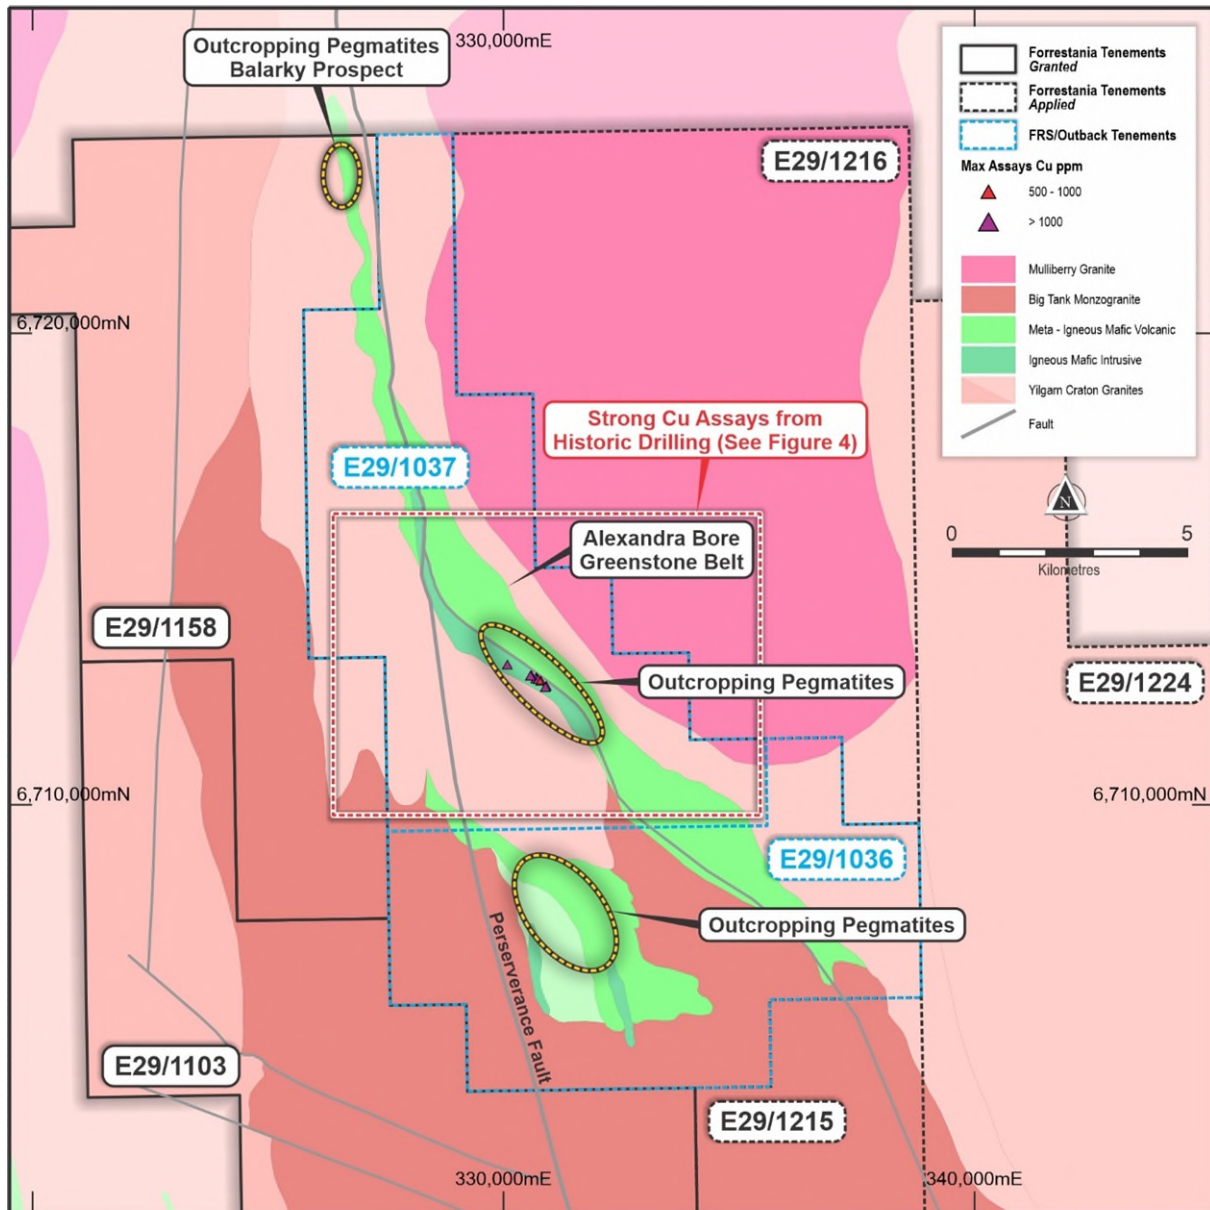 Outcropping Pegmatites
Balarky Prospect
330,000mE
Forrestania Tenements
Granted
Forrestania Tenements
Applied
FRS/Outback Tenements
Max Assays Cu ppm
500 - 1000
> 1000
Mulliberry Granite
Big Tank Monzogranite
Meta - Igneous Mafic Volcanic
Igneous Mafic Intrusive
Yilgarn Craton Granites
Fault
E29/1216
6,720,000mN
Strong Cu Assays from
Historic Drilling (See Figure 4)
E29/1037
N
0
5
Kilometres
Alexandra Bore
Greenstone Belt
E29/1158
Outcropping Pegmatites
E29/1224
6,710,000mN
6,710,000mN
E29/1036
Outcropping Pegmatites
Perserverance Fault
E29/1103
E29/1215
330,000mE
340,000mE